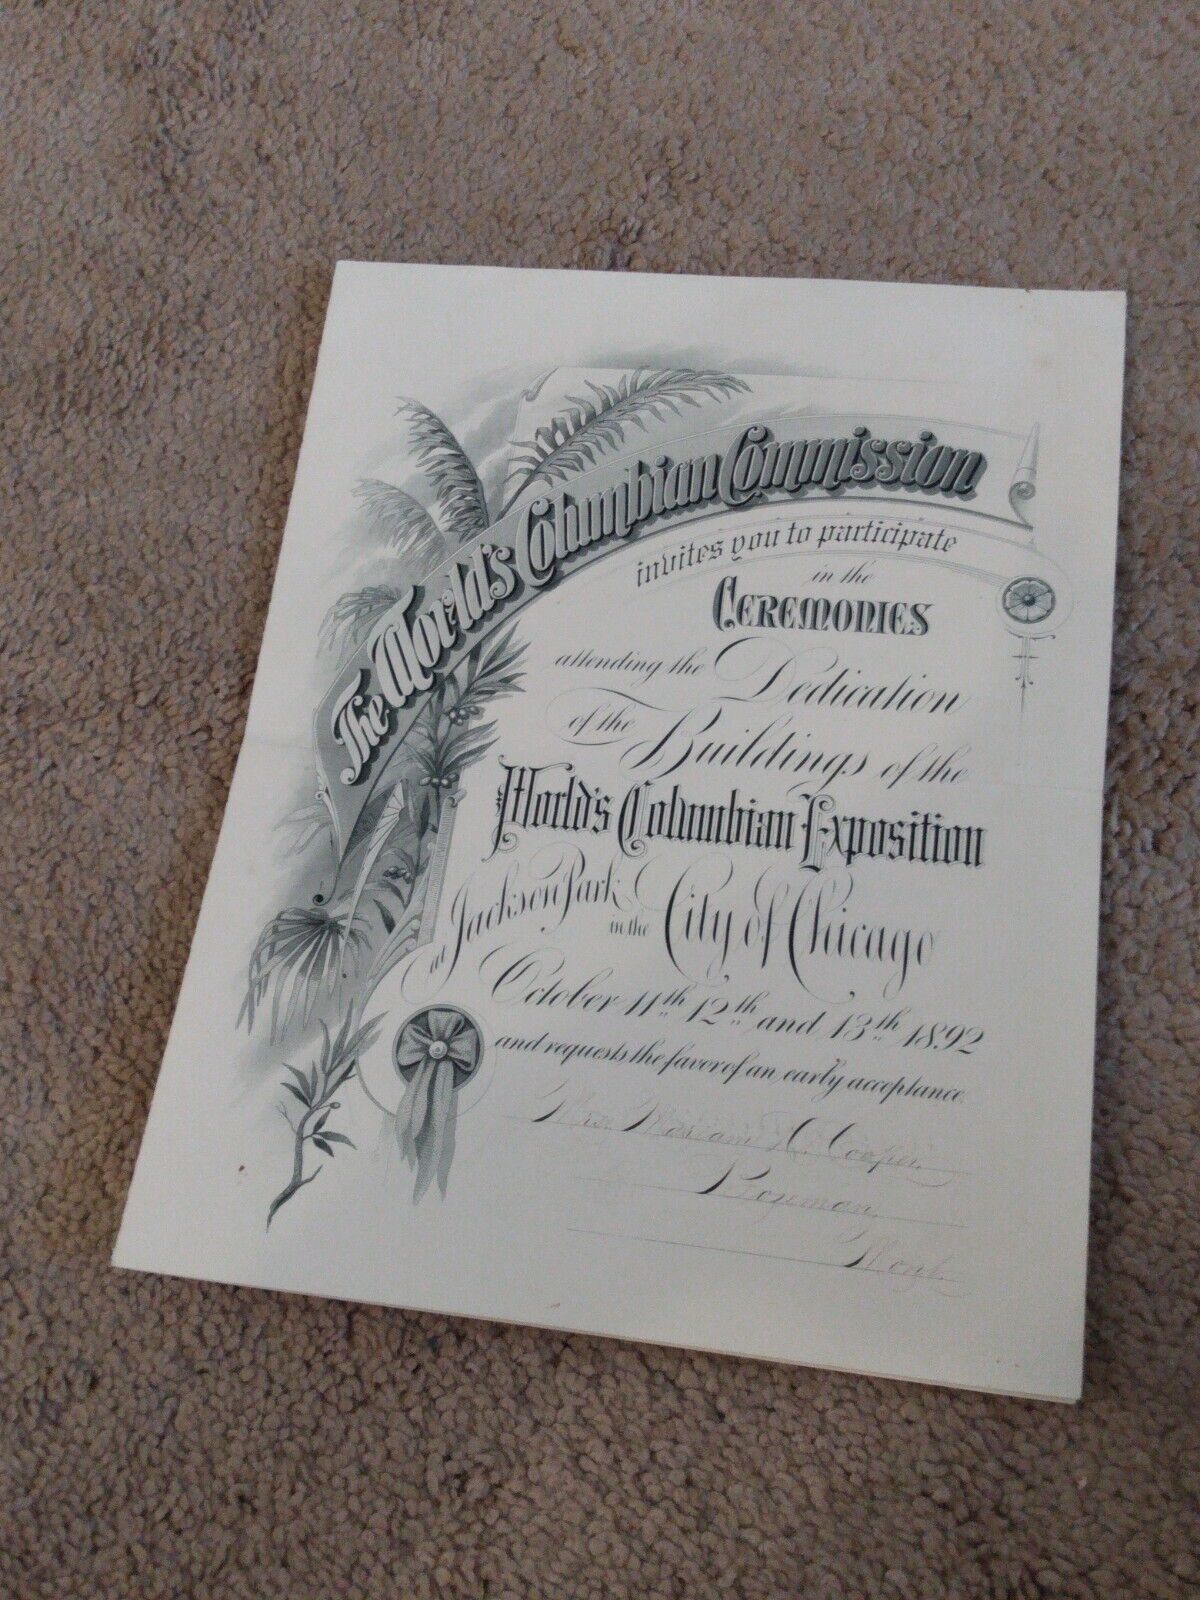 The World's Columbian Commission
invites you to participate
in the
CEREMONIES
attending the Dedication
of the Buildings of the
World's Columbian Exposition
at Jackson Park in the City of Chicago
October 11th 12th and 13th 1892
and requests the favor of an early acceptance.
Cooper,
Bozeman,
Mont.